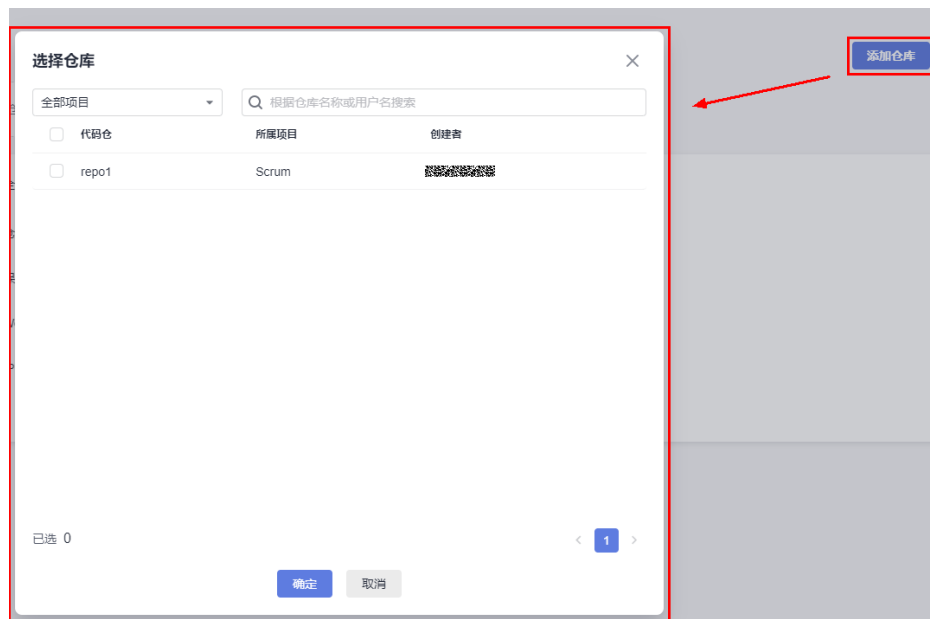 选择仓库
添加仓库
全部项目
根据仓库名称或用户名搜索
代码仓 所属项目 创建者
repo1 Scrum
已选 0
1
确定 取消